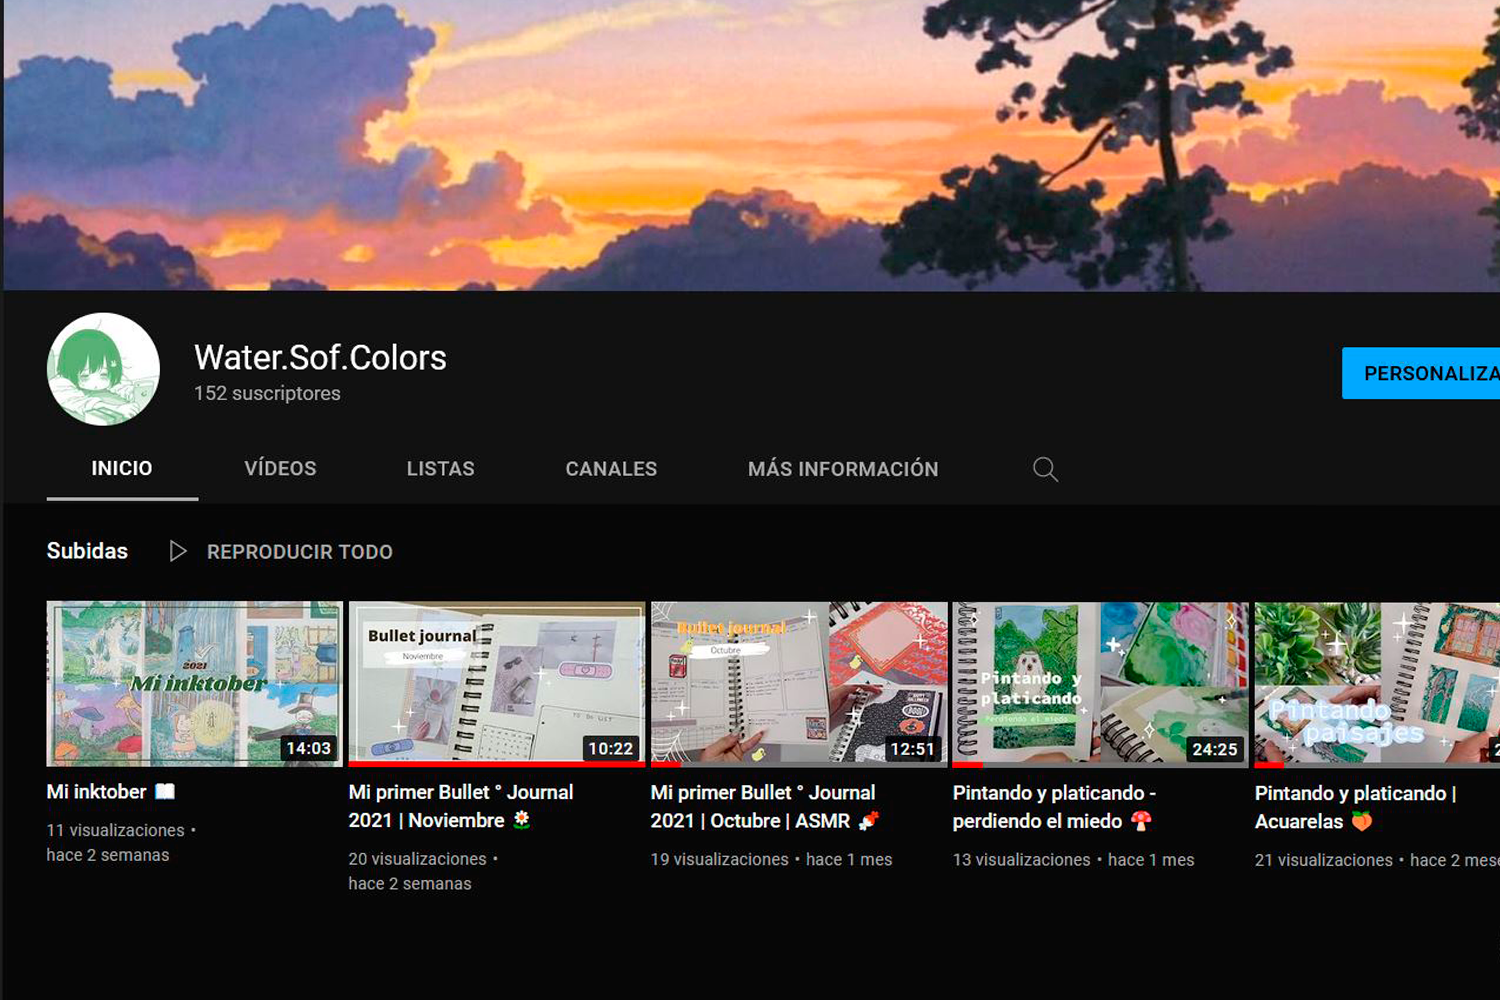 Water.Sof.Colors
152 suscriptores
PERSONALIZA
INICIO VÍDEOS LISTAS CANALES MÁS INFORMACIÓN
Subidas REPRODUCIR TODO
2021
Mi inktober
14:03
Bullet journal
Noviembre
TO DO LIST
10:22
Bullet journal
Octubre
12:51
Pintando y
platicando
Perdiendo el miedo
24:25
Pintando
paisajes
2
Mi inktober 📖
11 visualizaciones •
hace 2 semanas
Mi primer Bullet ° Journal
2021 | Noviembre 🌻
20 visualizaciones •
hace 2 semanas
Mi primer Bullet ° Journal
2021 | Octubre | ASMR 🍬
19 visualizaciones • hace 1 mes
Pintando y platicando -
perdiendo el miedo 🍄
13 visualizaciones • hace 1 mes
Pintando y platicando |
Acuarelas 🍑
21 visualizaciones • hace 2 mese